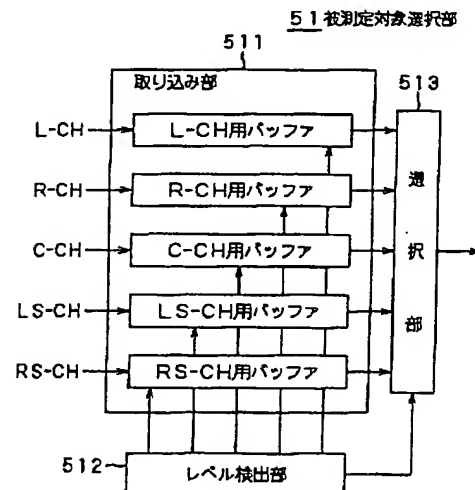 51 被測定対象選択部
511
取り込み部
513
L-CH
L-CH用バッファ
R-CH
R-CH用バッファ
C-CH
C-CH用バッファ
LS-CH
LS-CH用バッファ
RS-CH
RS-CH用バッファ
選択部
512
レベル検出部